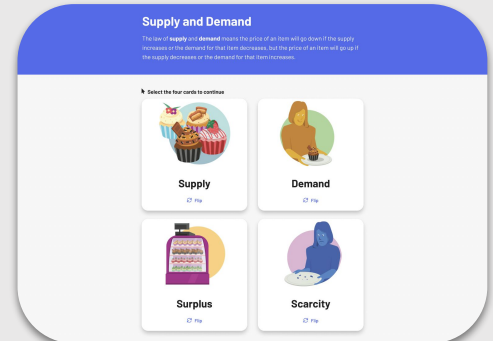 Supply and Demand
The law of supply and demand means the price of an item will go down if the supply
increases or the demand for that item decreases, but the price of an item will go up if
the supply decreases or the demand for that item increases.
Select the four cards to continue
Supply
Flip
Demand
Flip
Surplus
Flip
Scarcity
Flip